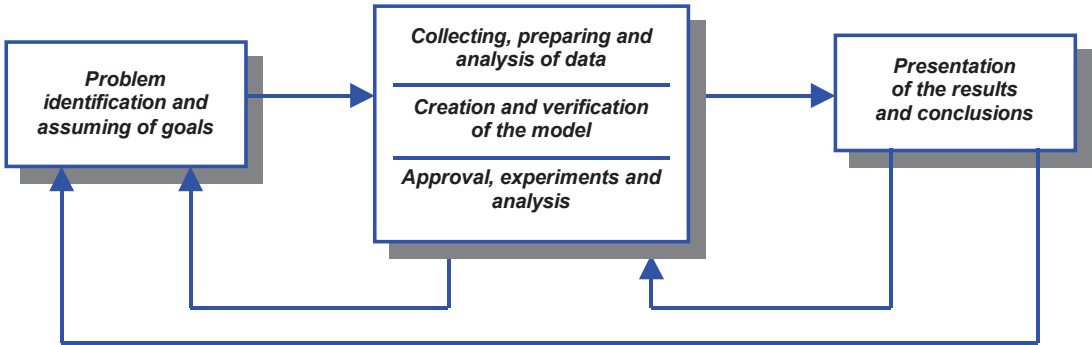 Problem
identification and
assuming of goals
Collecting, preparing and
analysis of data
Creation and verification
of the model
Approval, experiments and
analysis
Presentation
of the results
and conclusions